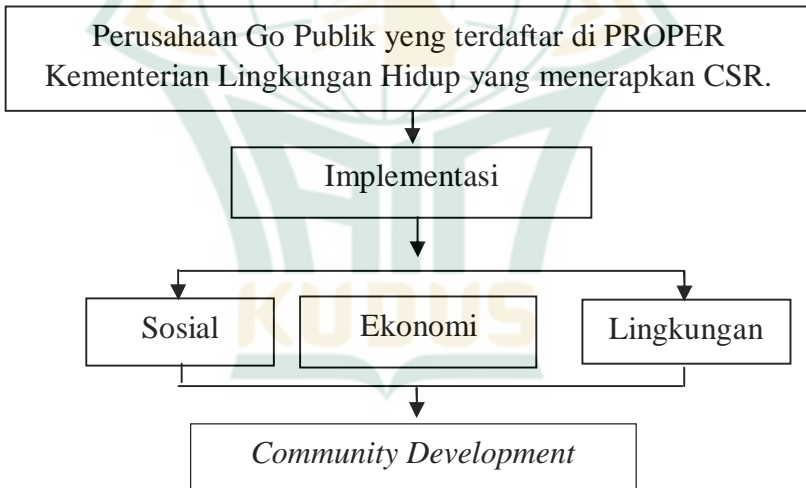 Perusahaan Go Publik yeng terdaftar di PROPER
Kementerian Lingkungan Hidup yang menerapkan CSR.
Implementasi
Sosial
Ekonomi
Lingkungan
KUDUS
Community Development